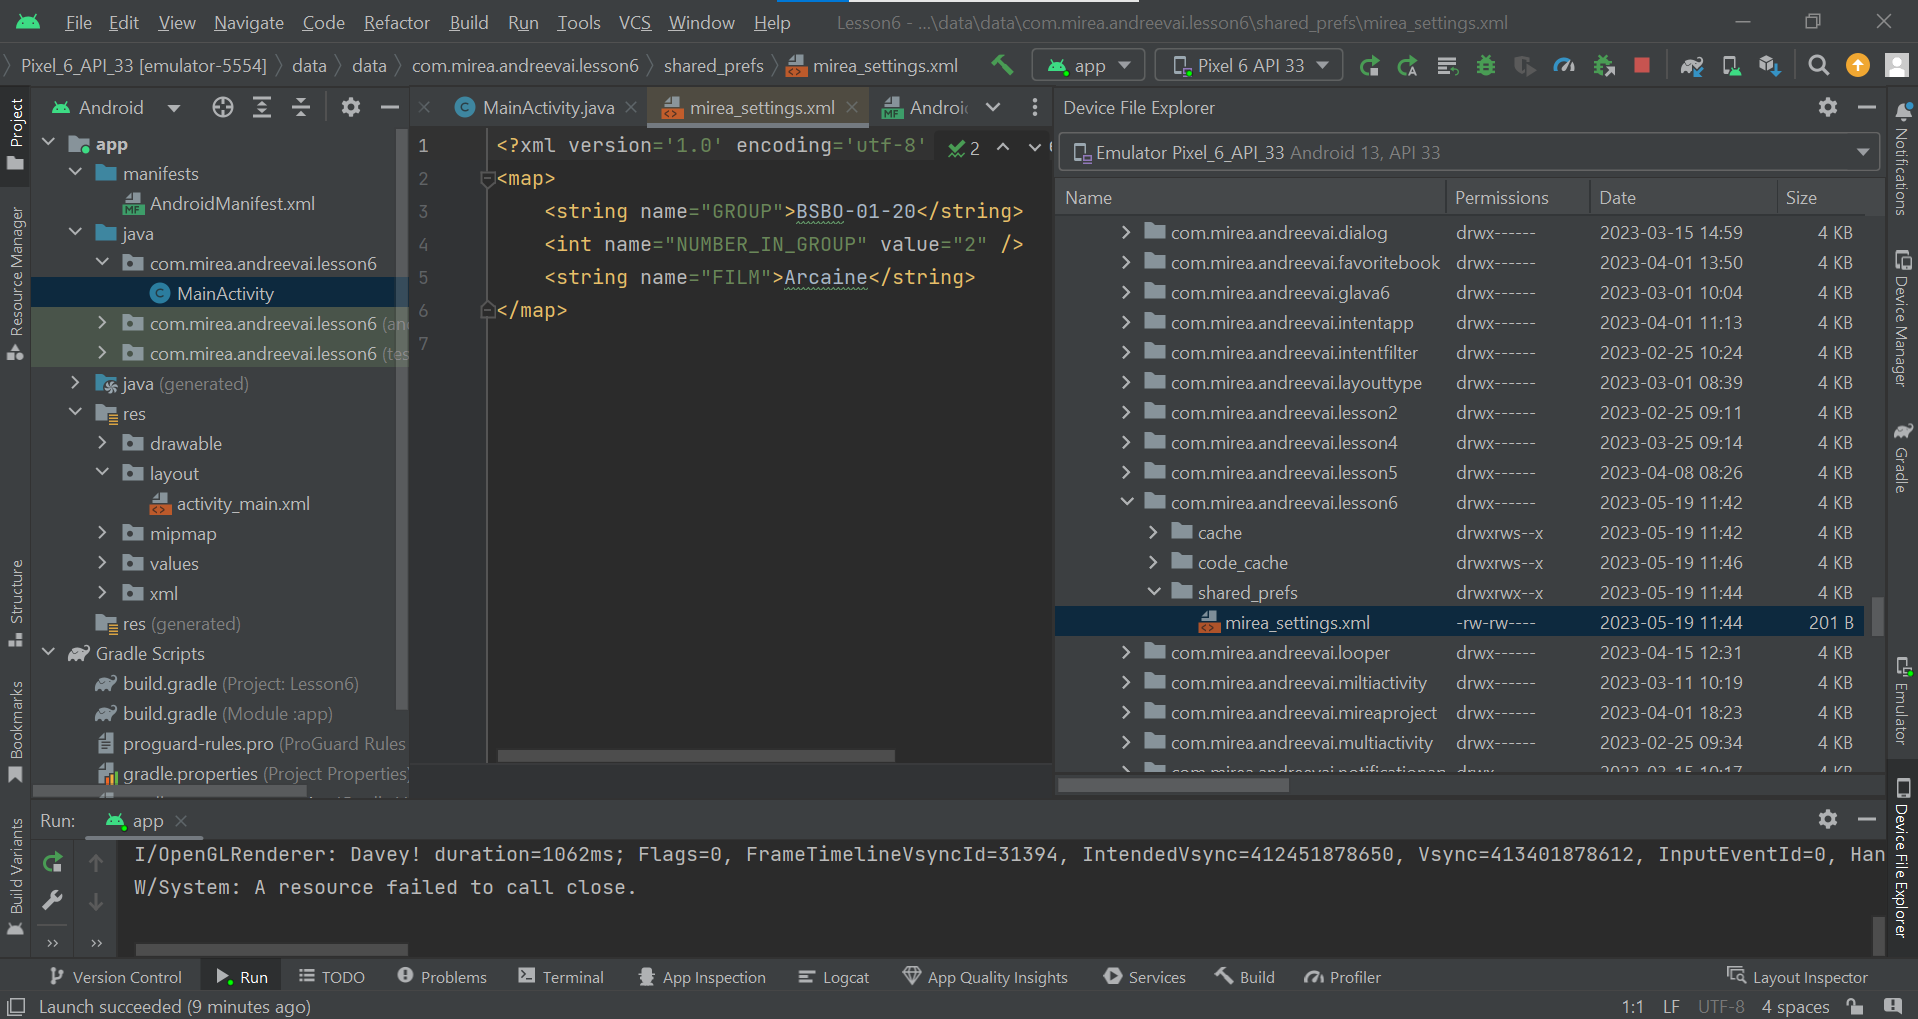 File Edit View Navigate Code Refactor Build Run Tools VCS Window Help Lesson6 - ...\data\data\com.mirea.andreevai.lesson6\shared_prefs\mirea_settings.xml
Pixel_6_API_33 [emulator-5554] data data com.mirea.andreevai.lesson6 shared_prefs mirea_settings.xml app Pixel 6 API 33
Project
Resource Manager
Structure
Bookmarks
Build Variants
Android
app
manifests
AndroidManifest.xml
java
com.mirea.andreevai.lesson6
MainActivity
com.mirea.andreevai.lesson6
com.mirea.andreevai.lesson6 (tes
java (generated)
res
drawable
layout
activity_main.xml
mipmap
values
xml
res (generated)
Gradle Scripts
build.gradle (Project: Lesson6)
build.gradle (Module :app)
proguard-rules.pro (ProGuard Rules
gradle.properties (Project Properties)
MainActivity.java mirea_settings.xml Androi
1 <?xml version='1.0' encoding='utf-8' 2
2 <map>
3 <string name="GROUP">BSBO-01-20</string>
4 <int name="NUMBER_IN_GROUP" value="2" />
5 <string name="FILM">Arcaine</string>
6 </map>
7
Device File Explorer
Emulator Pixel_6_API_33 Android 13, API 33
Name Permissions Date Size
com.mirea.andreevai.dialog drwx------ 2023-03-15 14:59 4 KB
com.mirea.andreevai.favoritebook drwx------ 2023-04-01 13:50 4 KB
com.mirea.andreevai.glava6 drwx------ 2023-03-01 10:04 4 KB
com.mirea.andreevai.intentapp drwx------ 2023-04-01 11:13 4 KB
com.mirea.andreevai.intentfilter drwx------ 2023-02-25 10:24 4 KB
com.mirea.andreevai.layouttype drwx------ 2023-03-01 08:39 4 KB
com.mirea.andreevai.lesson2 drwx------ 2023-02-25 09:11 4 KB
com.mirea.andreevai.lesson4 drwx------ 2023-03-25 09:14 4 KB
com.mirea.andreevai.lesson5 drwx------ 2023-04-08 08:26 4 KB
com.mirea.andreevai.lesson6 drwx------ 2023-05-19 11:42 4 KB
cache drwxrws--x 2023-05-19 11:42 4 KB
code_cache drwxrws--x 2023-05-19 11:46 4 KB
shared_prefs drwxrwx--x 2023-05-19 11:44 4 KB
mirea_settings.xml -rw-rw---- 2023-05-19 11:44 201 B
com.mirea.andreevai.looper drwx------ 2023-04-15 12:31 4 KB
com.mirea.andreevai.miltiactivity drwx------ 2023-03-11 10:19 4 KB
com.mirea.andreevai.mireaproject drwx------ 2023-04-01 18:23 4 KB
com.mirea.andreevai.multiactivity drwx------ 2023-02-25 09:34 4 KB
Notifications
Device Manager
Gradle
Emulator
Device File Explorer
Run: app
I/OpenGLRenderer: Davey! duration=1062ms; Flags=0, FrameTimelineVsyncId=31394, IntendedVsync=412451878650, Vsync=413401878612, InputEventId=0, Han
W/System: A resource failed to call close.
Version Control Run TODO Problems Terminal App Inspection Logcat App Quality Insights Services Build Profiler Layout Inspector
Launch succeeded (9 minutes ago) 1:1 LF UTF-8 4 spaces